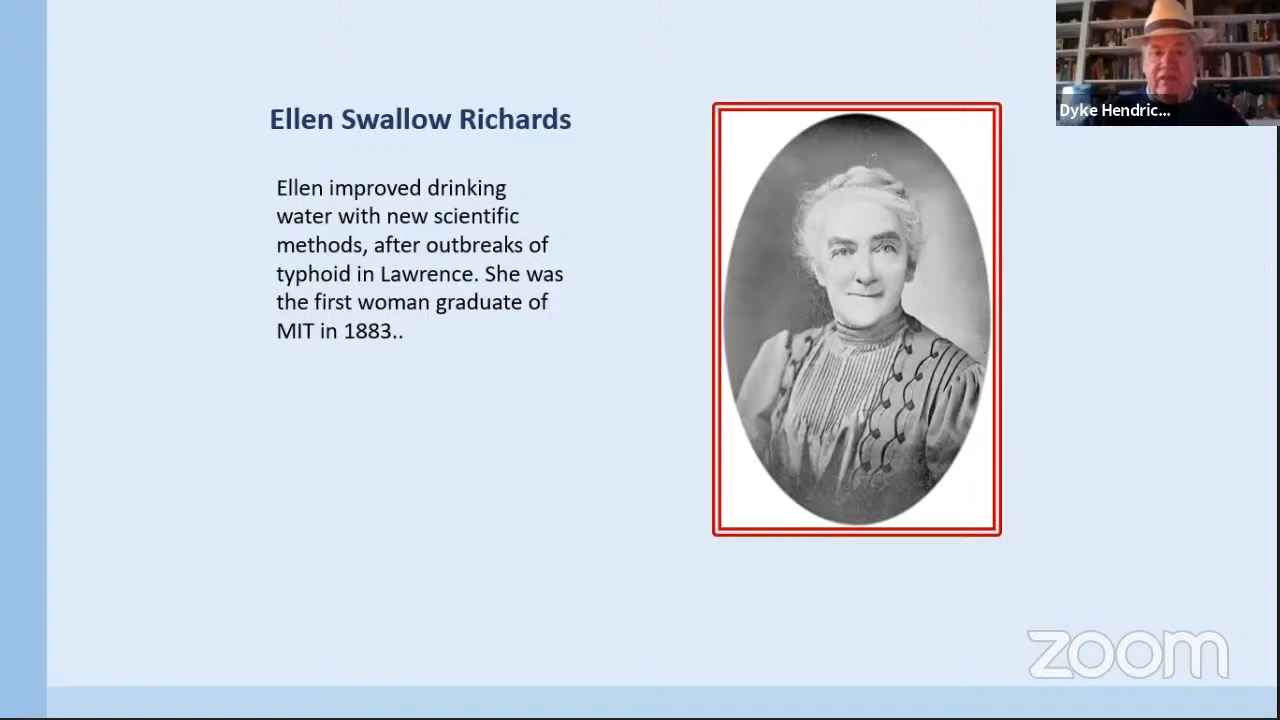 Ellen Swallow Richards
Ellen improved drinking
water with new scientific
methods, after outbreaks of
typhoid in Lawrence. She was
the first woman graduate of
MIT in 1883..
Dyke Hendric...
zoom